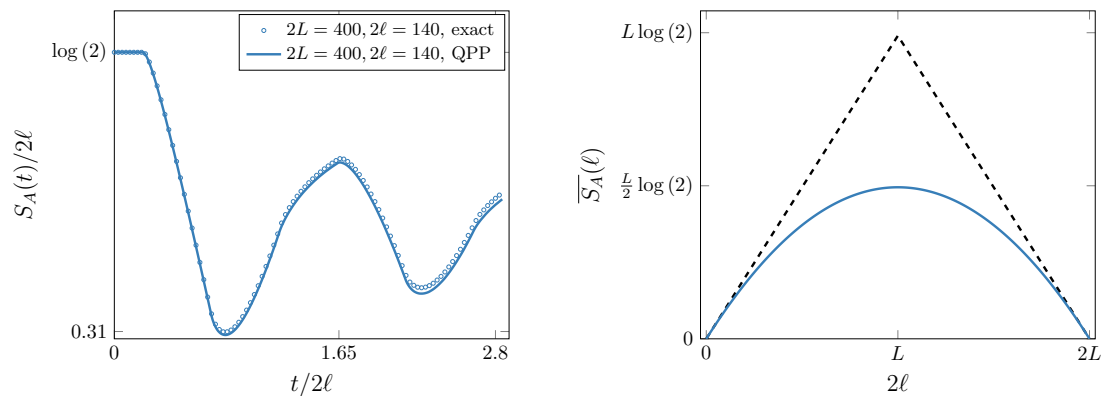 2L = 400, 2ℓ = 140, exact
2L = 400, 2ℓ = 140, QPP
log (2)
0.31
S_A(t)/2ℓ
0
1.65
2.8
t/2ℓ
L log (2)
L/2 log (2)
0
\overline{S_A}(ℓ)
0
L
2L
2ℓ